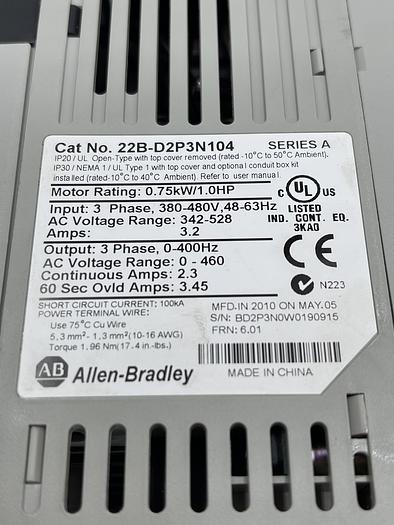 Cat No. 22B-D2P3N104 SERIES A
IP20 / UL Open-Type with top cover removed (rated -10°C to 50°C Ambient).
IP30 / NEMA 1 / UL Type 1 with top cover and optional conduit box kit
installed (rated-10°C to 40°C Ambient). Refer to user manual.
Motor Rating: 0.75kW/1.0HP
Input: 3 Phase, 380-480V,48-63Hz
AC Voltage Range: 342-528
Amps: 3.2
C UL US
LISTED
IND. CONT. EQ.
3KA0
Output: 3 Phase, 0-400Hz
AC Voltage Range: 0 - 460
Continuous Amps: 2.3
60 Sec Ovld Amps: 3.45
CE
N223
SHORT CIRCUIT CURRENT: 100kA
POWER TERMINAL WIRE:
Use 75°C Cu Wire
5.3mm²- 1.3mm²(10-16 AWG)
Torque 1.96 Nm(17.4 in.-lbs.)
MFD.IN 2010 ON MAY.05
S/N: BD2P3N0W0190915
FRN: 6.01
AB Allen-Bradley
MADE IN CHINA